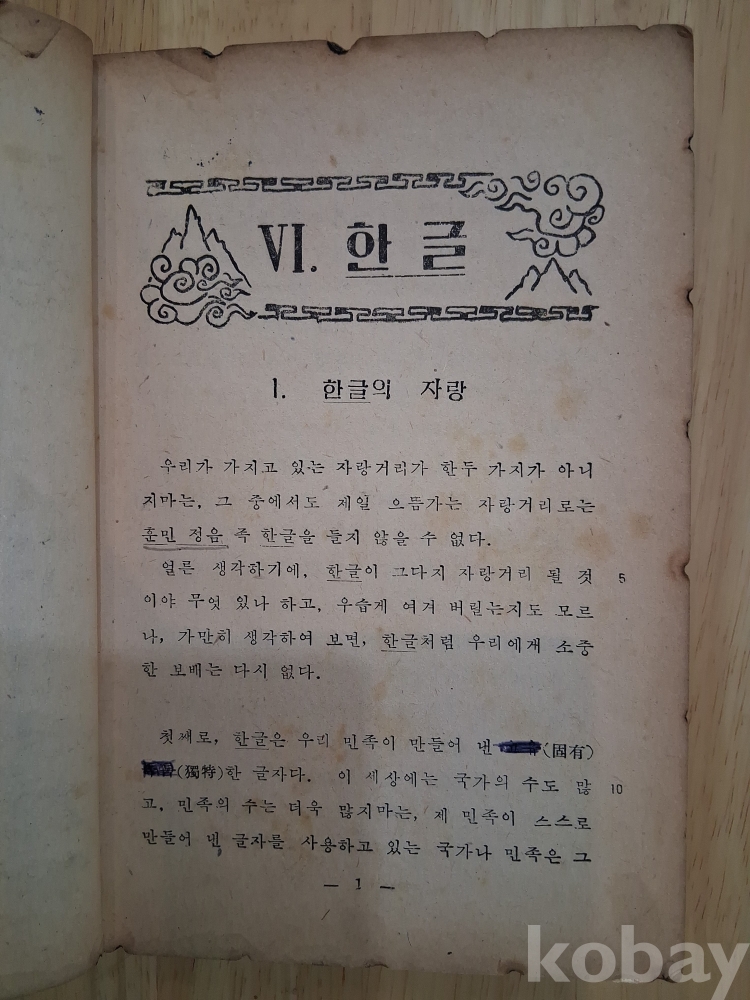 VI. 한글
1. 한글의 자랑
우리가 가지고 있는 자랑거리가 한두 가지가 아니
지마는, 그 중에서도 제일 으뜸가는 자랑거리로는
훈민 정음 즉 한글을 들지 않을 수 없다.
얼른 생각하기에, 한글이 그다지 자랑거리 될 것 5
이야 무엇 있나 하고, 우습게 여겨 버릴는지도 모르
나, 가만히 생각하여 보면, 한글처럼 우리에게 소중
한 보배는 다시 없다.
첫째로, 한글은 우리 민족이 만들어 낸 (固有)
(獨特)한 글자다. 이 세상에는 국가의 수도 많 10
고, 민족의 수는 더욱 많지마는, 제 민족이 스스로
만들어 낸 글자를 사용하고 있는 국가나 민족은 그
— 1 —
kobay